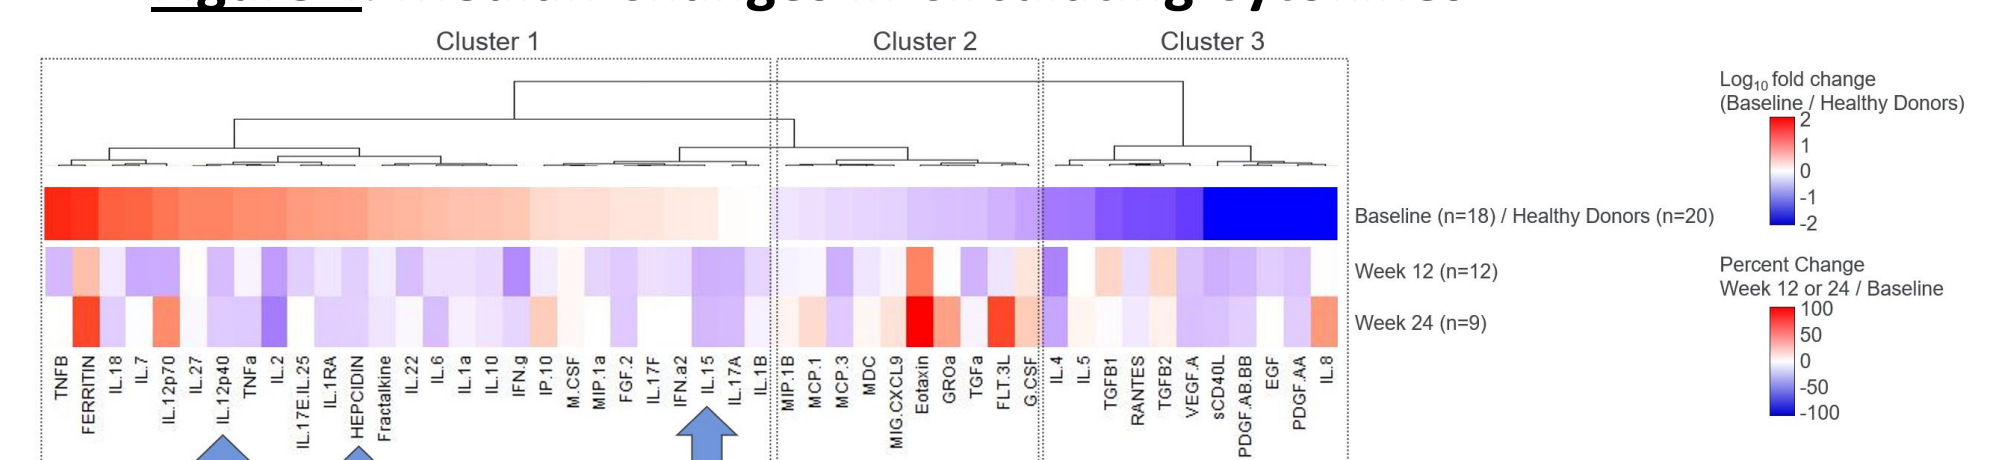 Cluster 1
Cluster 2
Cluster 3
Log10 fold change
(Baseline / Healthy Donors)
2
1
0
-1
-2
Baseline (n=18) / Healthy Donors (n=20)
Week 12 (n=12)
Week 24 (n=9)
Percent Change
Week 12 or 24 / Baseline
100
50
0
-50
-100
TNFB
FERRITIN
IL.18
IL.7
IL.12p70
IL.27
IL.12p40
TNFa
IL.2
IL.17E.IL.25
IL.1RA
HEPCIDIN
Fractalkine
IL.22
IL.6
IL.1a
IL.10
IFN.g
IP.10
M.CSF
MIP.1a
FGF.2
IL.17F
IFN.a2
IL.15
IL.17A
IL.1B
MIP.1B
MCP.1
MCP.3
MDC
MIG.CXCL9
Eotaxin
GROa
TGFa
FLT.3L
G.CSF
IL.4
IL.5
TGFB1
RANTES
TGFB2
VEGF.A
sCD40L
PDGF.AB.BB
EGF
PDGF.AA
IL.8